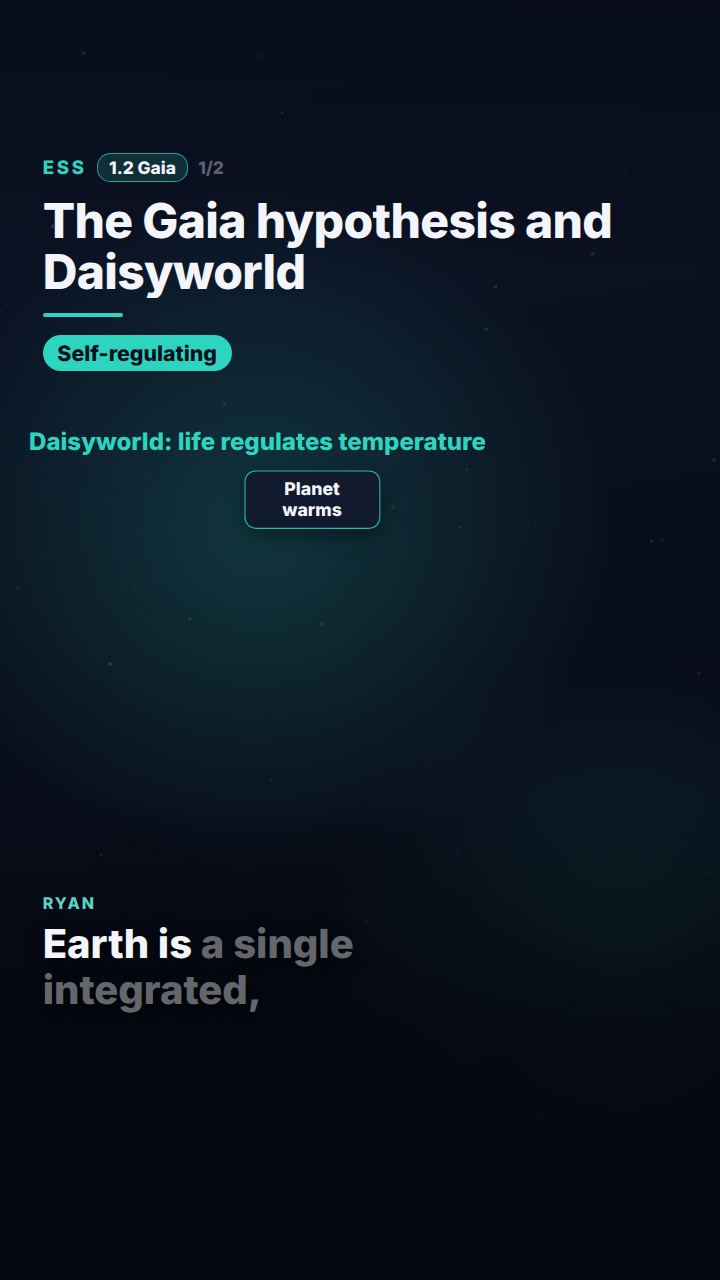 ESS 1.2 Gaia 1/2
The Gaia hypothesis and
Daisyworld
Self-regulating
Daisyworld: life regulates temperature
Planet
warms
RYAN
Earth is a single
integrated,